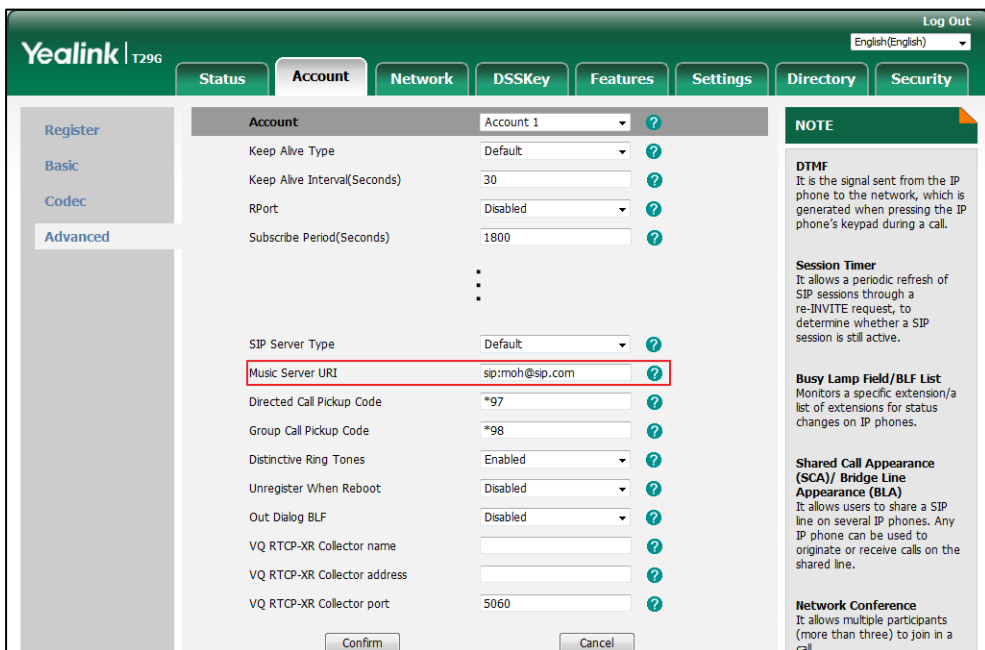 Log Out
Yealink T29G
English(English)
Status
Account
Network
DSSKey
Features
Settings
Directory
Security
Register
Basic
Codec
Advanced
Account Account 1
Keep Alive Type Default
Keep Alive Interval(Seconds) 30
RPort Disabled
Subscribe Period(Seconds) 1800
SIP Server Type Default
Music Server URI sip:moh@sip.com
Directed Call Pickup Code *97
Group Call Pickup Code *98
Distinctive Ring Tones Enabled
Unregister When Reboot Disabled
Out Dialog BLF Disabled
VQ RTCP-XR Collector name
VQ RTCP-XR Collector address
VQ RTCP-XR Collector port 5060
Confirm
Cancel
NOTE
DTMF
It is the signal sent from the IP
phone to the network, which is
generated when pressing the IP
phone's keypad during a call.
Session Timer
It allows a periodic refresh of
SIP sessions through a
re-INVITE request, to
determine whether a SIP
session is still active.
Busy Lamp Field/BLF List
Monitors a specific extension/a
list of extensions for status
changes on IP phones.
Shared Call Appearance
(SCA)/ Bridge Line
Appearance (BLA)
It allows users to share a SIP
line on several IP phones. Any
IP phone can be used to
originate or receive calls on the
shared line.
Network Conference
It allows multiple participants
(more than three) to join in a
call.